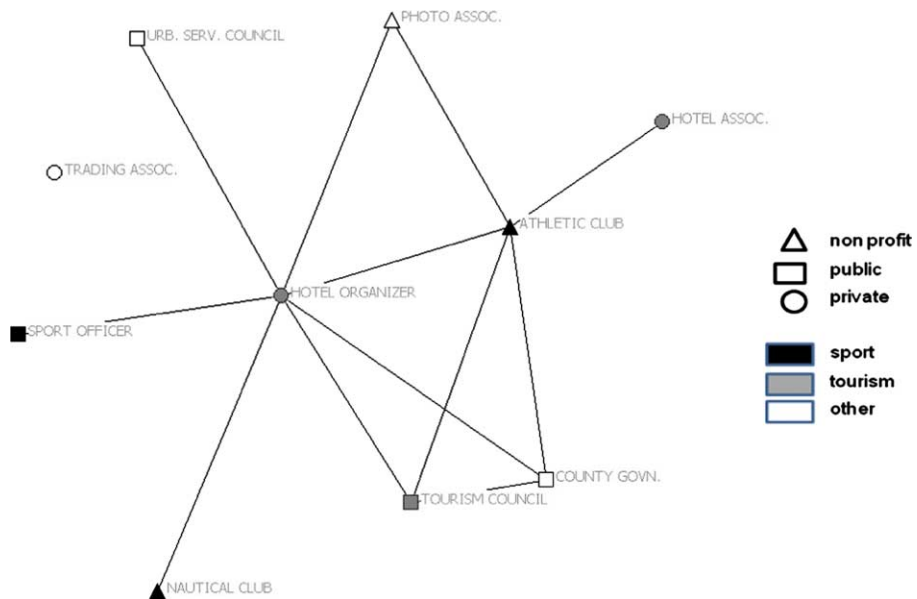 PHOTO ASSOC.
URB. SERV. COUNCIL
HOTEL ASSOC.
TRADING ASSOC.
ATHLETIC CLUB
non profit
public
HOTEL ORGANIZER
private
SPORT OFFICER
sport
tourism
other
COUNTY GOVN.
TOURISM COUNCIL
NAUTICAL CLUB